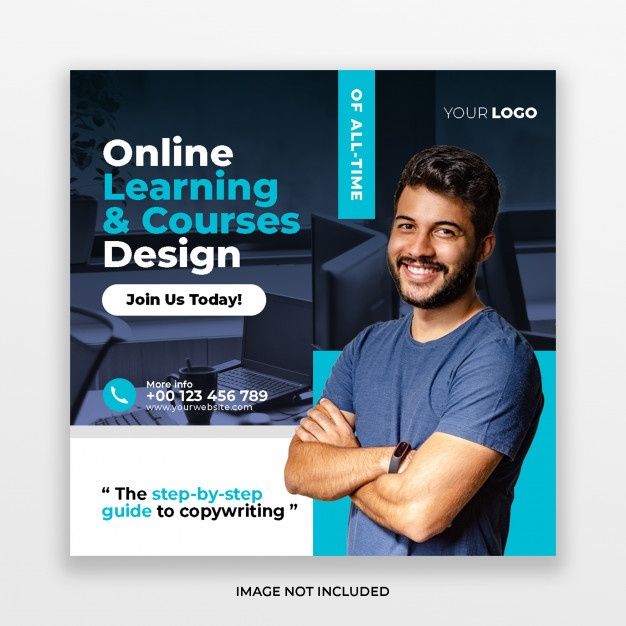 OF ALL-TIME
YOUR LOGO
Online
Learning
& Courses
Design
Join Us Today!
More info
+00 123 456 789
www.yourwebsite.com
“ The step-by-step
guide to copywriting ”
IMAGE NOT INCLUDED